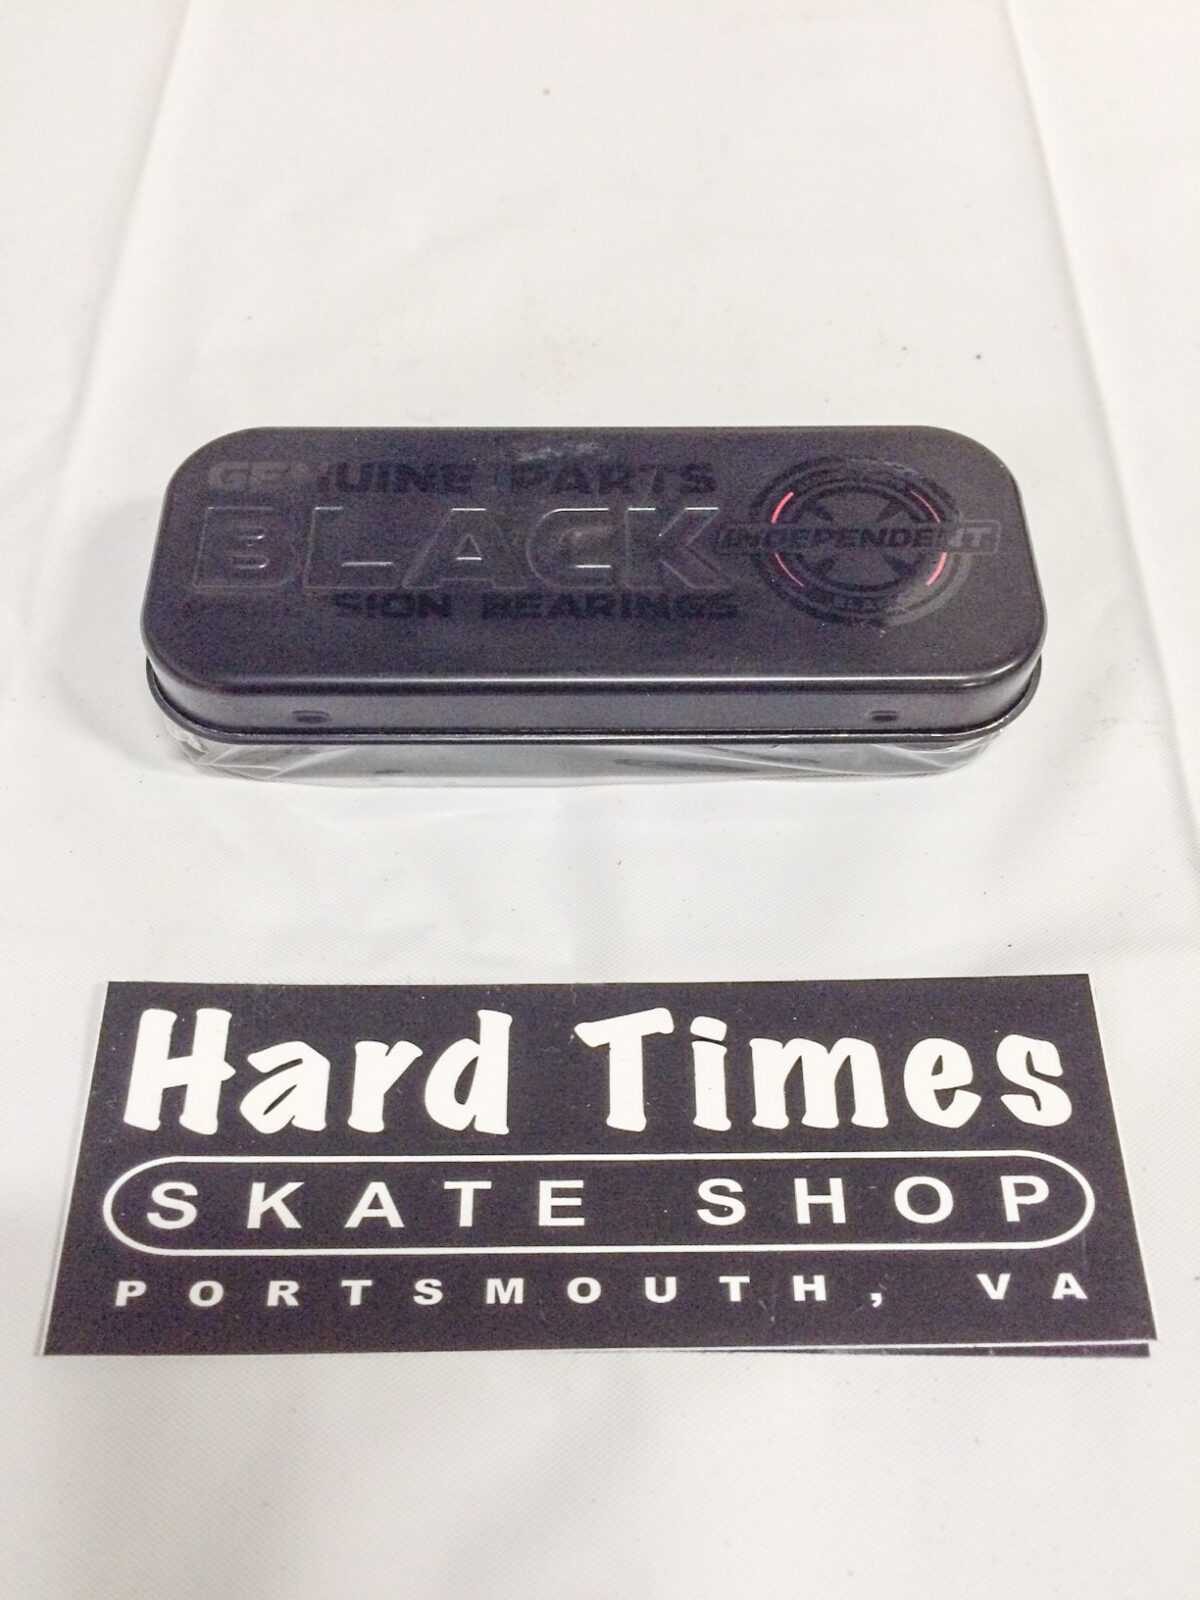 GENUINE PARTS
BLACK
SION BEARINGS
INDEPENDENT
Hard Times
SKATE SHOP
PORTSMOUTH, VA